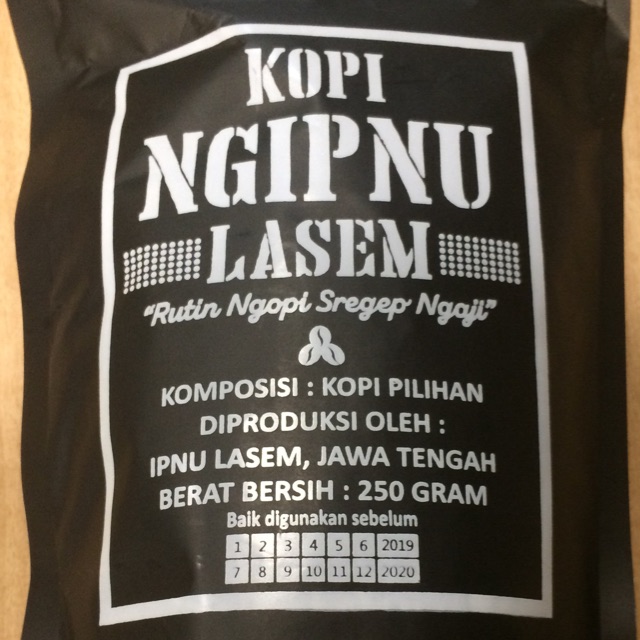 KOPI
NGIPNU
LASEM
"Rutin Ngopi Sregep Ngaji"
KOMPOSISI : KOPI PILIHAN
DIPRODUKSI OLEH :
IPNU LASEM, JAWA TENGAH
BERAT BERSIH : 250 GRAM
Baik digunakan sebelum
1 2 3 4 5 6 2019
7 8 9 10 11 12 2020